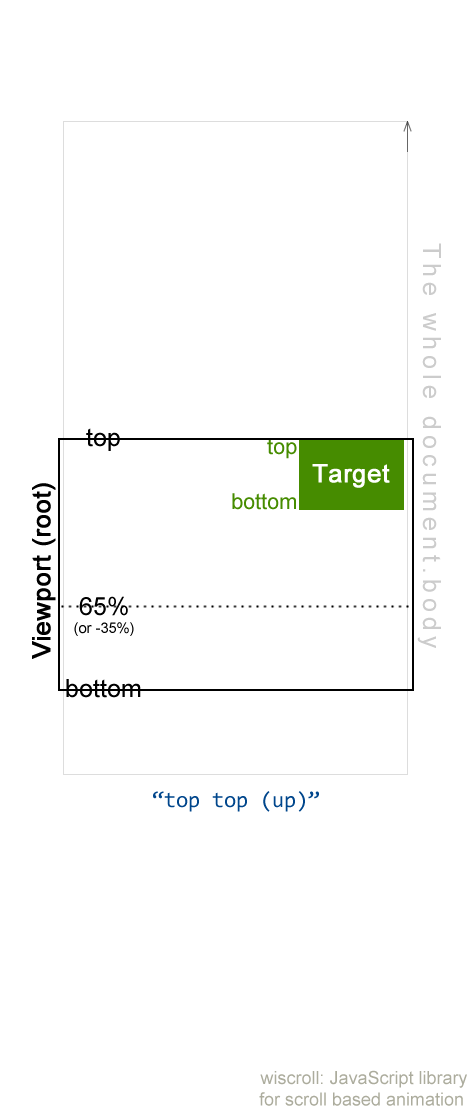 The whole document.body
top
top
Target
bottom
Viewport (root)
65%
(or -35%)
bottom
“top top (up)”
wiscroll: JavaScript library
for scroll based animation